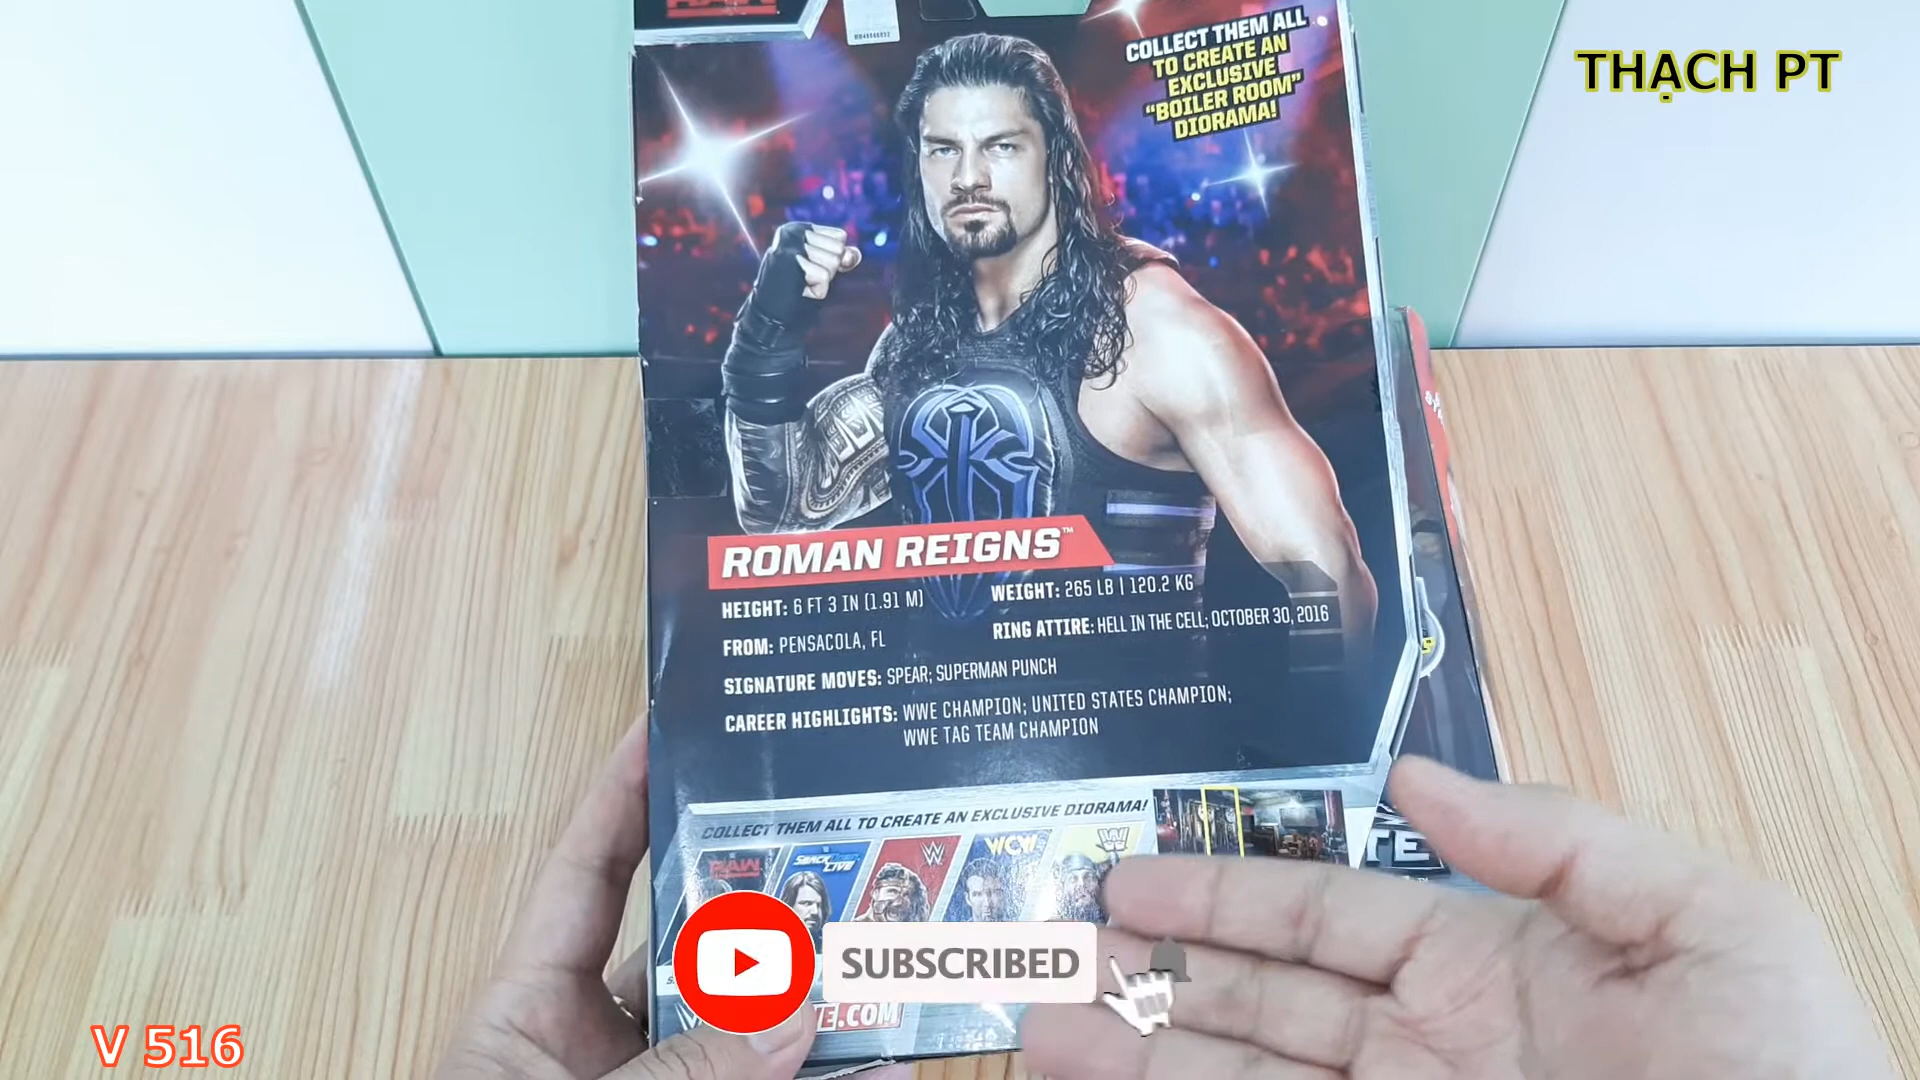 RAW
COLLECT THEM ALL
TO CREATE AN
EXCLUSIVE
“BOILER ROOM”
DIORAMA!
THẠCH PT
ROMAN REIGNS™
HEIGHT: 6 FT 3 IN (1.91 M)
WEIGHT: 265 LB | 120.2 KG
FROM: PENSACOLA, FL
RING ATTIRE: HELL IN THE CELL; OCTOBER 30, 2016
SIGNATURE MOVES: SPEAR; SUPERMAN PUNCH
CAREER HIGHLIGHTS: WWE CHAMPION; UNITED STATES CHAMPION;
WWE TAG TEAM CHAMPION
COLLECT THEM ALL TO CREATE AN EXCLUSIVE DIORAMA!
RAW
SMACKDOWN LIVE
W
WCW
TE
SUBSCRIBED
E.COM
V 516